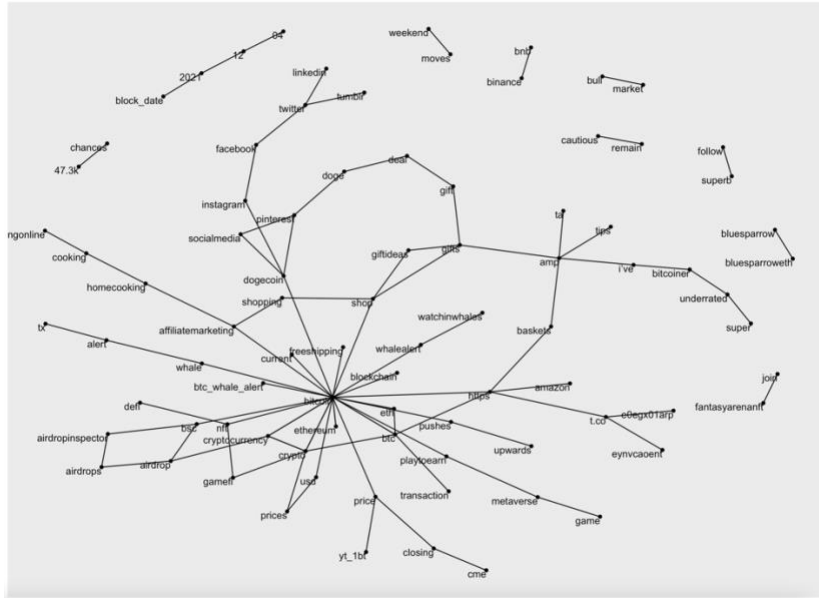 weekend
04
moves
bnb
12
linkedin
2021
binance
bull
market
block_date
tumblr
twitter
cautious
remain
chances
facebook
follow
deal
47.3k
doge
superb
gift
instagram
pinterest
ta
tips
ngonline
socialmedia
bluesparrow
cooking
giftideas
gifts
amp
i've
bitcoiner
bluesparroweth
homecooking
dogecoin
underrated
shopping
shop
tx
affiliatemarketing
watchinwhales
baskets
super
alert
current
freeshipping
whalealert
whale
blockchain
join
btc_whale_alert
amazon
https
defi
fantasyarenanft
eth
t.co
c0egx01arp
bsc
nft
ethereum
pushes
airdropinspector
cryptocurrency
btc
upwards
eynvcaoent
crypto
playtoearn
airdrops
airdrop
gamefi
usd
transaction
prices
price
metaverse
game
yt_1bt
closing
cme